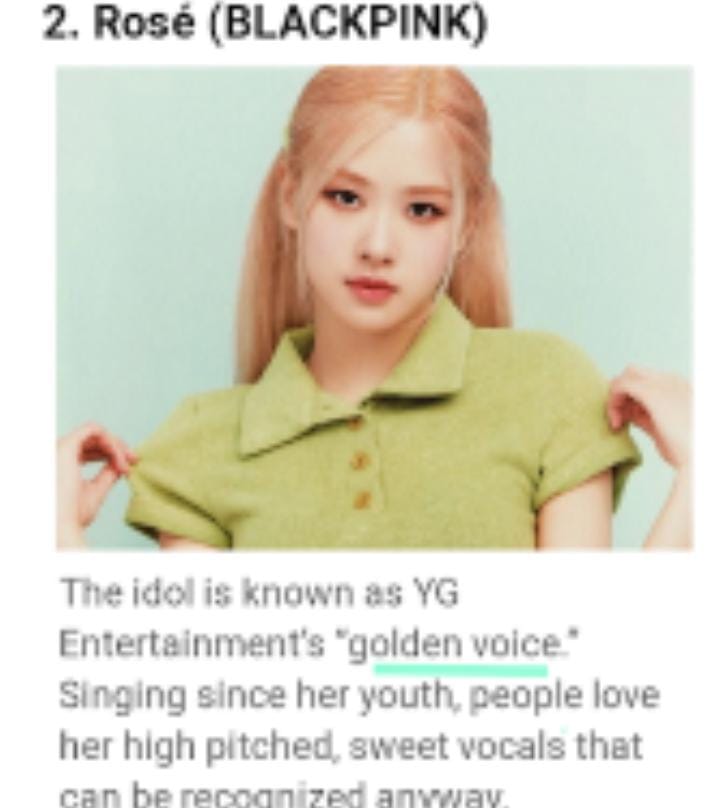 2. Rosé (BLACKPINK)
The idol is known as YG
Entertainment's "golden voice."
Singing since her youth, people love
her high pitched, sweet vocals that
can be recognized anyway.